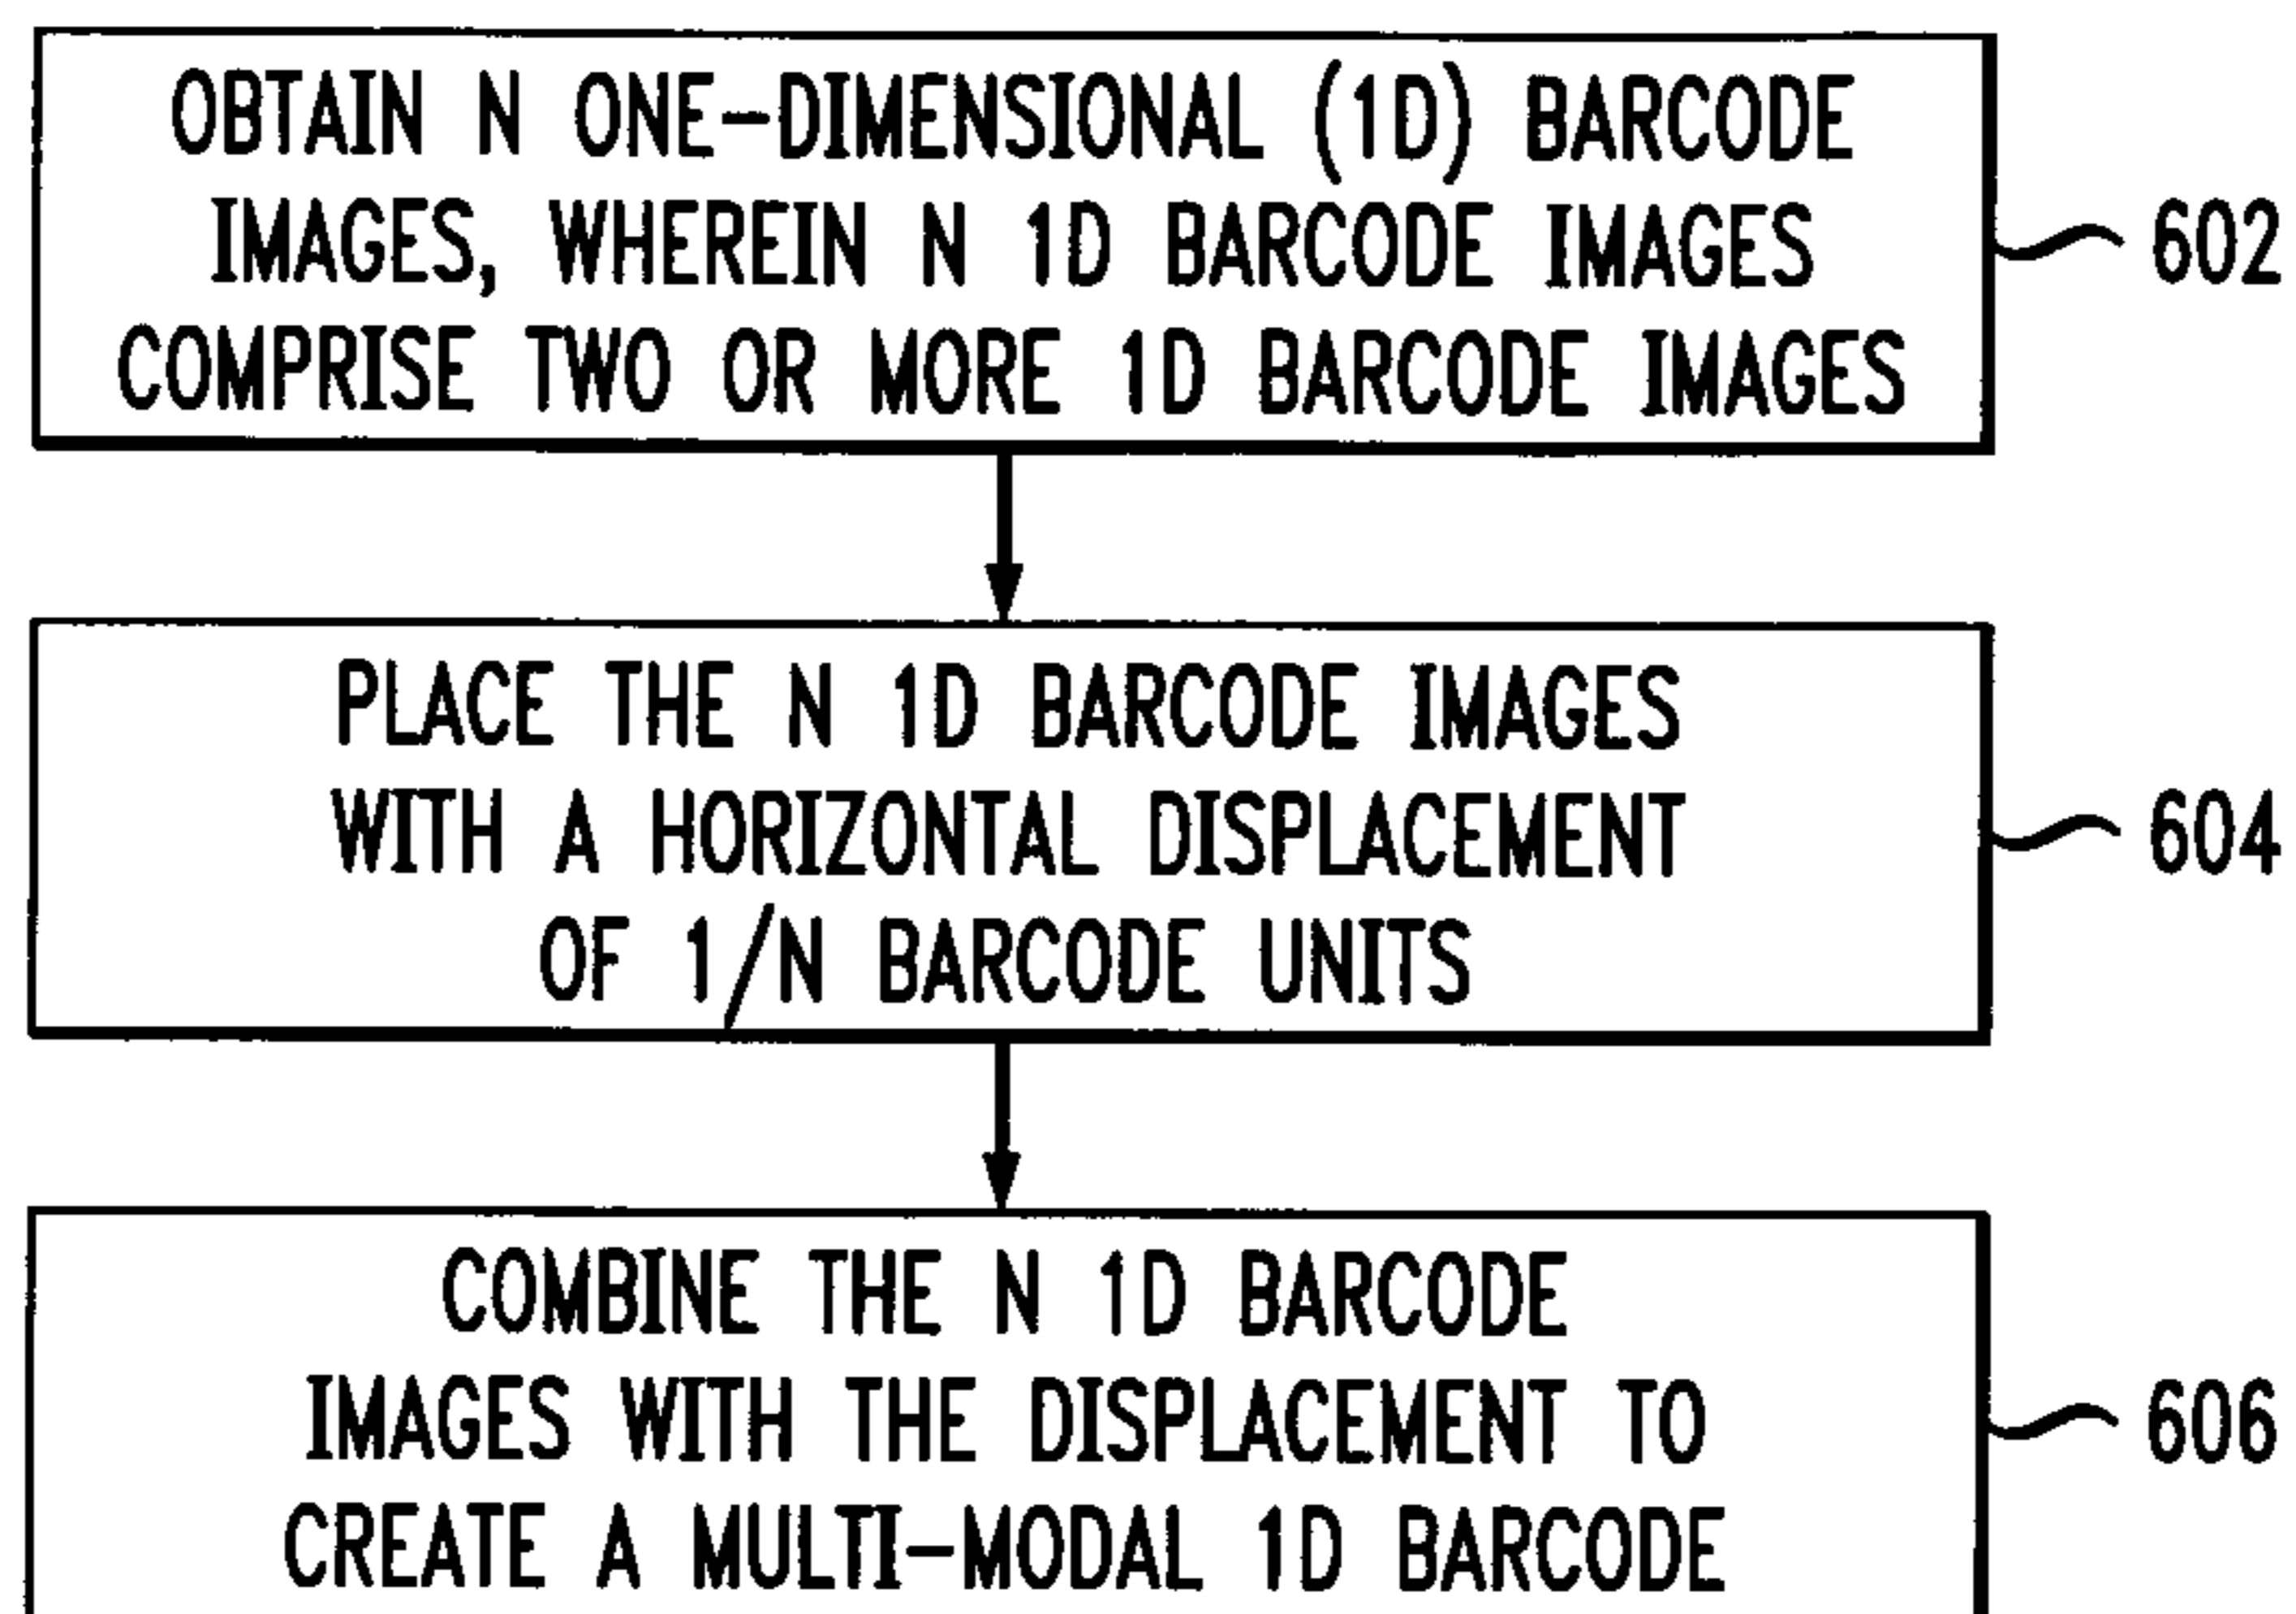 OBTAIN N ONE-DIMENSIONAL (1D) BARCODE
IMAGES, WHEREIN N 1D BARCODE IMAGES
COMPRISE TWO OR MORE 1D BARCODE IMAGES
602
PLACE THE N 1D BARCODE IMAGES
WITH A HORIZONTAL DISPLACEMENT
OF 1/N BARCODE UNITS
604
COMBINE THE N 1D BARCODE
IMAGES WITH THE DISPLACEMENT TO
CREATE A MULTI-MODAL 1D BARCODE
606